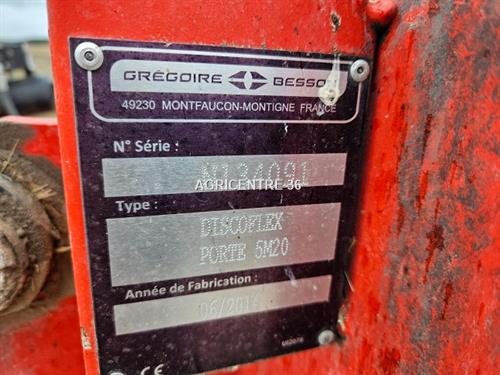 GRÉGOIRE BESSON
49230 MONTFAUCON-MONTIGNE FRANCE
N° Série :
N134091
AGRICENTRE-36
Type :
DISCOFLEX
PORTE 5M20
Année de Fabrication :
CE